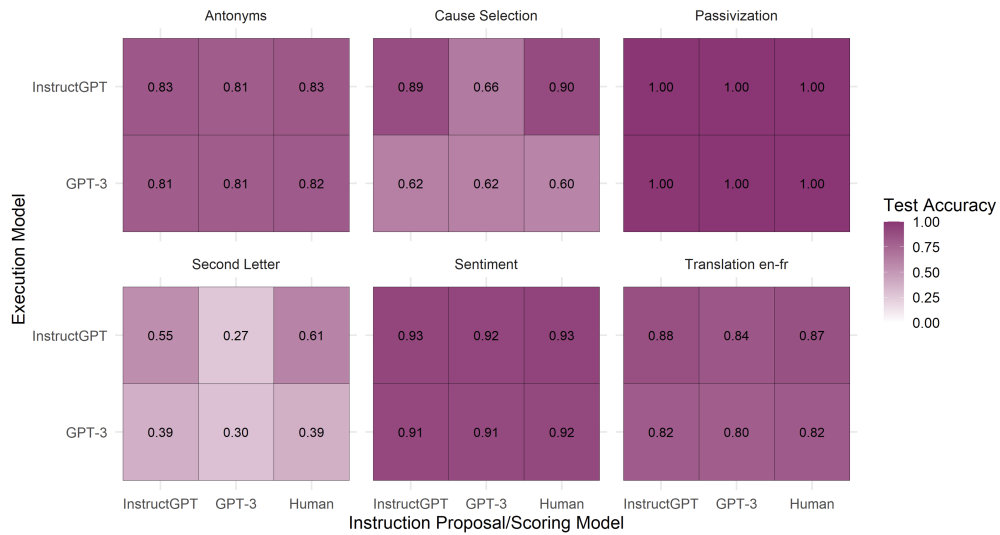 Antonyms
Cause Selection
Passivization
InstructGPT
0.83 0.81 0.83
0.89 0.66 0.90
1.00 1.00 1.00
GPT-3
0.81 0.81 0.82
0.62 0.62 0.60
1.00 1.00 1.00
Execution Model
Second Letter
Sentiment
Translation en-fr
InstructGPT
0.55 0.27 0.61
0.93 0.92 0.93
0.88 0.84 0.87
GPT-3
0.39 0.30 0.39
0.91 0.91 0.92
0.82 0.80 0.82
InstructGPT GPT-3 Human
InstructGPT GPT-3 Human
InstructGPT GPT-3 Human
Instruction Proposal/Scoring Model
Test Accuracy
1.00
0.75
0.50
0.25
0.00